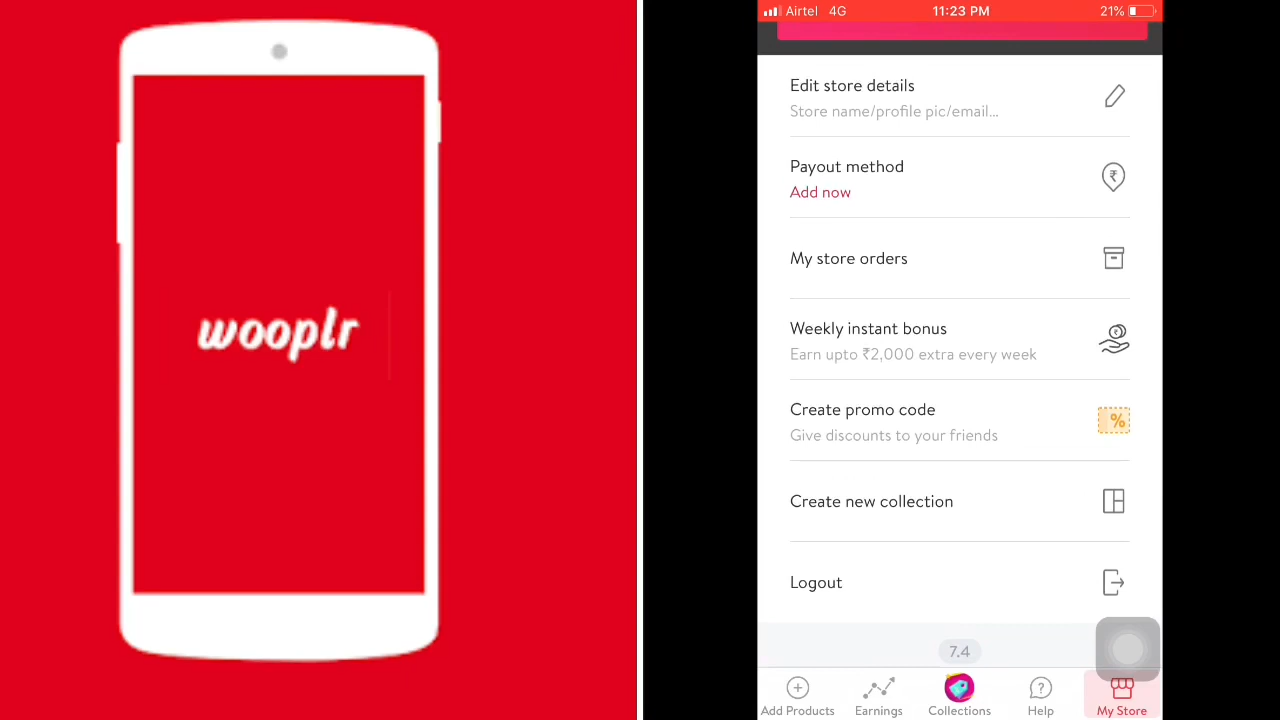 wooplr
Airtel 4G 11:23 PM 21%
Edit store details
Store name/profile pic/email...
Payout method
Add now
My store orders
Weekly instant bonus
Earn upto ₹2,000 extra every week
Create promo code
Give discounts to your friends
Create new collection
Logout
7.4
Add Products Earnings Collections Help My Store